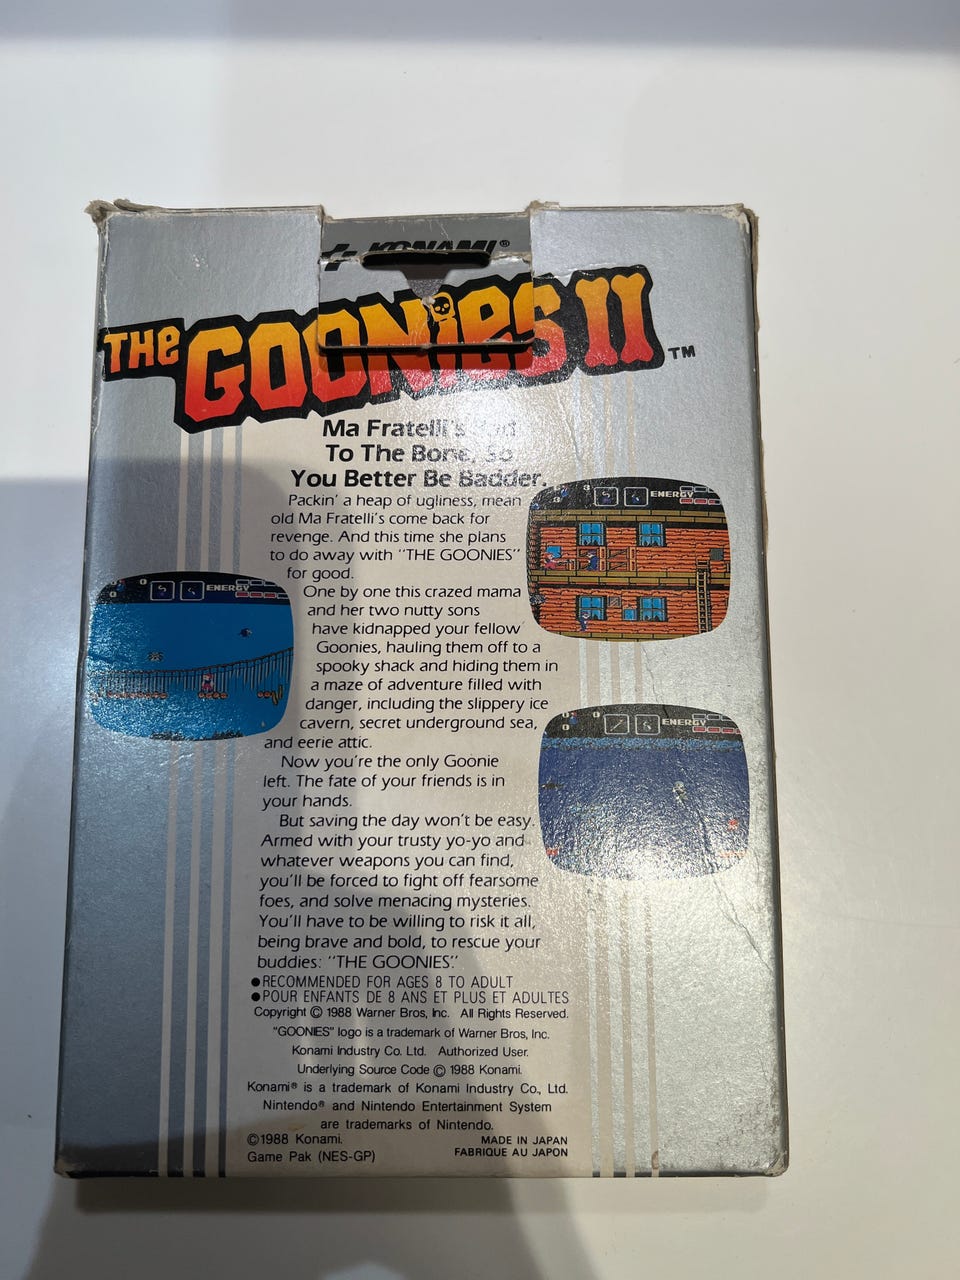 KONAMI®
THE GOONIES II ™
Ma Fratelli's Bad
To The Bone, So
You Better Be Badder.
Packin' a heap of ugliness, mean
old Ma Fratelli's come back for
revenge. And this time she plans
to do away with "THE GOONIES"
for good.
One by one this crazed mama
and her two nutty sons
have kidnapped your fellow
Goonies, hauling them off to a
spooky shack and hiding them in
a maze of adventure filled with
danger, including the slippery ice
cavern, secret underground sea,
and eerie attic.
Now you're the only Goonie
left. The fate of your friends is in
your hands.
But saving the day won't be easy.
Armed with your trusty yo-yo and
whatever weapons you can find,
you'll be forced to fight off fearsome
foes, and solve menacing mysteries.
You'll have to be willing to risk it all,
being brave and bold, to rescue your
buddies: "THE GOONIES."
ENERGY
ENERGY
ENERGY
●RECOMMENDED FOR AGES 8 TO ADULT
●POUR ENFANTS DE 8 ANS ET PLUS ET ADULTES
Copyright © 1988 Warner Bros, Inc. All Rights Reserved.
"GOONIES" logo is a trademark of Warner Bros, Inc.
Konami Industry Co. Ltd. Authorized User.
Underlying Source Code © 1988 Konami.
Konami® is a trademark of Konami Industry Co., Ltd.
Nintendo® and Nintendo Entertainment System
are trademarks of Nintendo.
©1988 Konami.
Game Pak (NES-GP)
MADE IN JAPAN
FABRIQUE AU JAPON